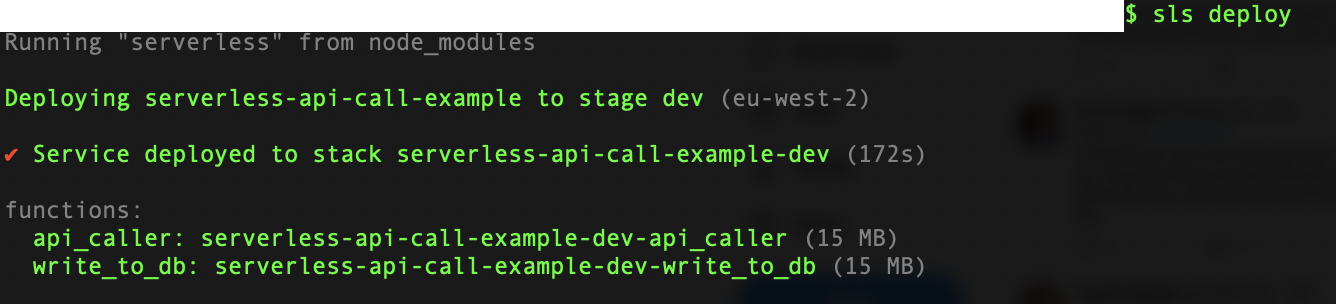 $ sls deploy
Running "serverless" from node_modules
Deploying serverless-api-call-example to stage dev (eu-west-2)
✔ Service deployed to stack serverless-api-call-example-dev (172s)
functions:
api_caller: serverless-api-call-example-dev-api_caller (15 MB)
write_to_db: serverless-api-call-example-dev-write_to_db (15 MB)